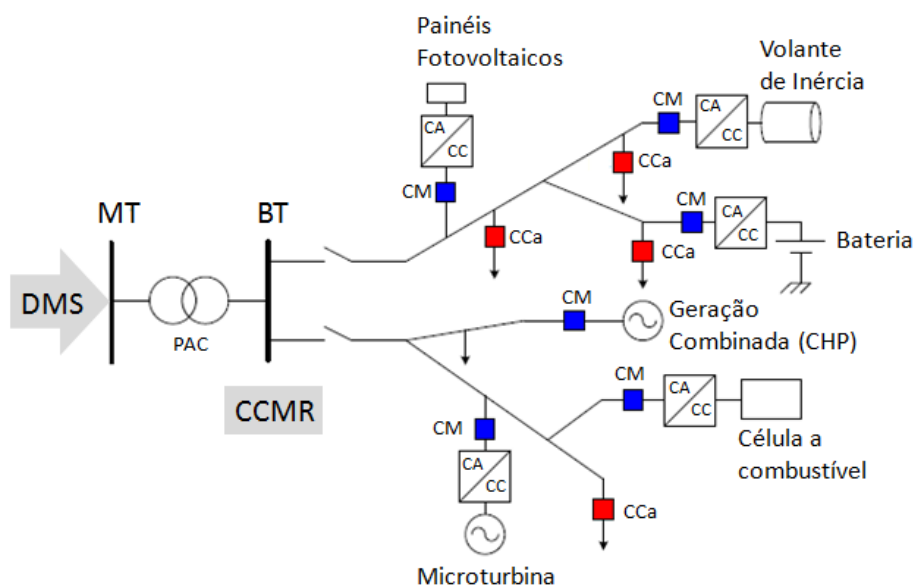 Painéis
Fotovoltaicos
Volante
de Inércia
CM
CA
CC
CA
CC
CCa
CM
MT
BT
CM
CA
CC
CCa
CCa
Bateria
DMS
CM
Geração
Combinada (CHP)
PAC
CM
CCMR
CA
CC
CM
Célula a
combustível
CA
CC
CCa
Microturbina